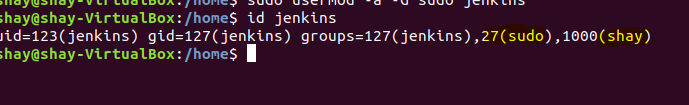 shay@shay-VirtualBox:/home$ sudo usermod -a -G sudo jenkins
shay@shay-VirtualBox:/home$ id jenkins
uid=123(jenkins) gid=127(jenkins) groups=127(jenkins),27(sudo),1000(shay)
shay@shay-VirtualBox:/home$